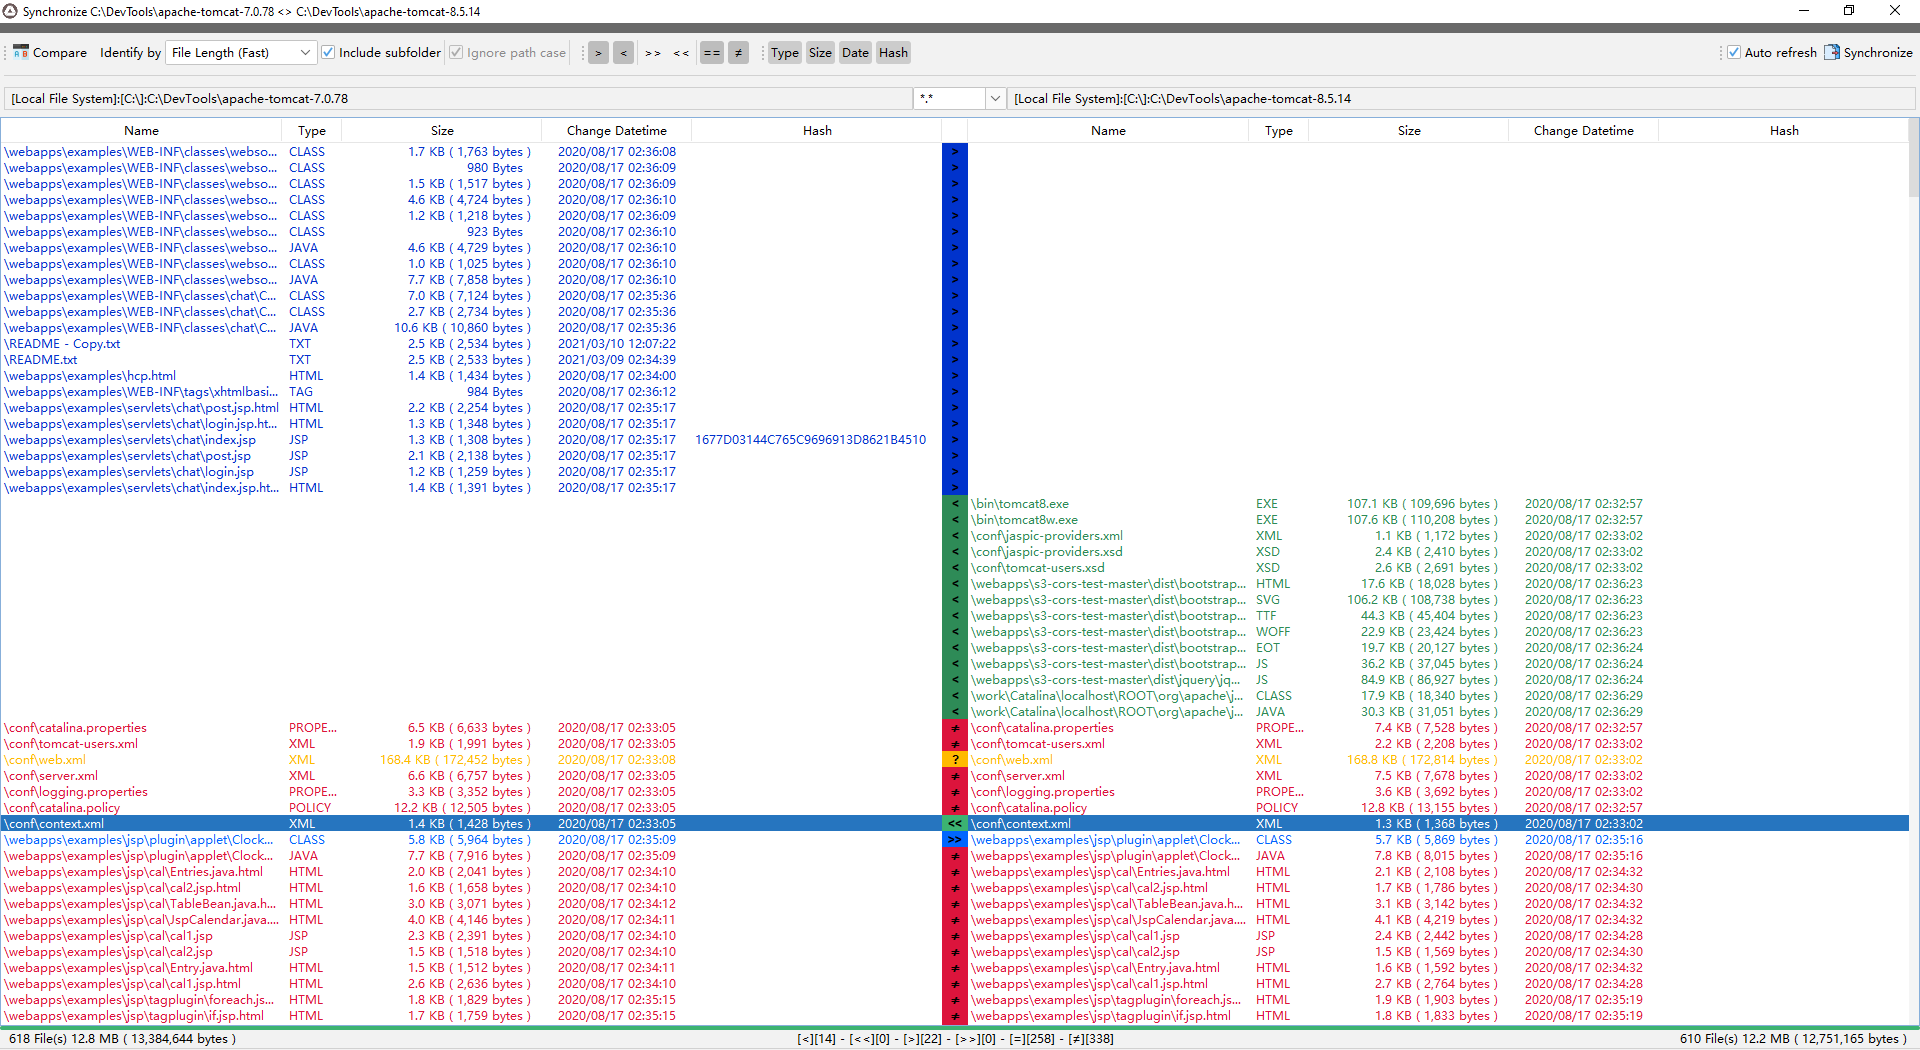 Synchronize C:\DevTools\apache-tomcat-7.0.78 <> C:\DevTools\apache-tomcat-8.5.14
Compare Identify by File Length (Fast) Include subfolder Ignore path case > < >> << == ≠ Type Size Date Hash Auto refresh Synchronize
[Local File System]:[C:\]:C:\DevTools\apache-tomcat-7.0.78 *.* [Local File System]:[C:\]:C:\DevTools\apache-tomcat-8.5.14
Name Type Size Change Datetime Hash Name Type Size Change Datetime Hash
\webapps\examples\WEB-INF\classes\webso... CLASS 1.7 KB ( 1,763 bytes ) 2020/08/17 02:36:08 >
\webapps\examples\WEB-INF\classes\webso... CLASS 980 Bytes 2020/08/17 02:36:09 >
\webapps\examples\WEB-INF\classes\webso... CLASS 1.5 KB ( 1,517 bytes ) 2020/08/17 02:36:09 >
\webapps\examples\WEB-INF\classes\webso... CLASS 4.6 KB ( 4,724 bytes ) 2020/08/17 02:36:10 >
\webapps\examples\WEB-INF\classes\webso... CLASS 1.2 KB ( 1,218 bytes ) 2020/08/17 02:36:09 >
\webapps\examples\WEB-INF\classes\webso... CLASS 923 Bytes 2020/08/17 02:36:10 >
\webapps\examples\WEB-INF\classes\webso... JAVA 4.6 KB ( 4,729 bytes ) 2020/08/17 02:36:10 >
\webapps\examples\WEB-INF\classes\webso... CLASS 1.0 KB ( 1,025 bytes ) 2020/08/17 02:36:10 >
\webapps\examples\WEB-INF\classes\webso... JAVA 7.7 KB ( 7,858 bytes ) 2020/08/17 02:36:10 >
\webapps\examples\WEB-INF\classes\chat\C... CLASS 7.0 KB ( 7,124 bytes ) 2020/08/17 02:35:36 >
\webapps\examples\WEB-INF\classes\chat\C... CLASS 2.7 KB ( 2,734 bytes ) 2020/08/17 02:35:36 >
\webapps\examples\WEB-INF\classes\chat\C... JAVA 10.6 KB ( 10,860 bytes ) 2020/08/17 02:35:36 >
\README - Copy.txt TXT 2.5 KB ( 2,534 bytes ) 2021/03/10 12:07:22 >
\README.txt TXT 2.5 KB ( 2,533 bytes ) 2021/03/09 02:34:39 >
\webapps\examples\hcp.html HTML 1.4 KB ( 1,434 bytes ) 2020/08/17 02:34:00 >
\webapps\examples\WEB-INF\tags\xhtmlbasi... TAG 984 Bytes 2020/08/17 02:36:12 >
\webapps\examples\servlets\chat\post.jsp.html HTML 2.2 KB ( 2,254 bytes ) 2020/08/17 02:35:17 >
\webapps\examples\servlets\chat\login.jsp.ht... HTML 1.3 KB ( 1,348 bytes ) 2020/08/17 02:35:17 >
\webapps\examples\servlets\chat\index.jsp JSP 1.3 KB ( 1,308 bytes ) 2020/08/17 02:35:17 1677D03144C765C9696913D8621B4510 >
\webapps\examples\servlets\chat\post.jsp JSP 2.1 KB ( 2,138 bytes ) 2020/08/17 02:35:17 >
\webapps\examples\servlets\chat\login.jsp JSP 1.2 KB ( 1,259 bytes ) 2020/08/17 02:35:17 >
\webapps\examples\servlets\chat\index.jsp.ht... HTML 1.4 KB ( 1,391 bytes ) 2020/08/17 02:35:17 >
< \bin\tomcat8.exe EXE 107.1 KB ( 109,696 bytes ) 2020/08/17 02:32:57
< \bin\tomcat8w.exe EXE 107.6 KB ( 110,208 bytes ) 2020/08/17 02:32:57
< \conf\jaspic-providers.xml XML 1.1 KB ( 1,172 bytes ) 2020/08/17 02:33:02
< \conf\jaspic-providers.xsd XSD 2.4 KB ( 2,410 bytes ) 2020/08/17 02:33:02
< \conf\tomcat-users.xsd XSD 2.6 KB ( 2,691 bytes ) 2020/08/17 02:33:02
< \webapps\s3-cors-test-master\dist\bootstrap... HTML 17.6 KB ( 18,028 bytes ) 2020/08/17 02:36:23
< \webapps\s3-cors-test-master\dist\bootstrap... SVG 106.2 KB ( 108,738 bytes ) 2020/08/17 02:36:23
< \webapps\s3-cors-test-master\dist\bootstrap... TTF 44.3 KB ( 45,404 bytes ) 2020/08/17 02:36:23
< \webapps\s3-cors-test-master\dist\bootstrap... WOFF 22.9 KB ( 23,424 bytes ) 2020/08/17 02:36:23
< \webapps\s3-cors-test-master\dist\bootstrap... EOT 19.7 KB ( 20,127 bytes ) 2020/08/17 02:36:24
< \webapps\s3-cors-test-master\dist\bootstrap... JS 36.2 KB ( 37,045 bytes ) 2020/08/17 02:36:24
< \webapps\s3-cors-test-master\dist\jquery\jq... JS 84.9 KB ( 86,927 bytes ) 2020/08/17 02:36:24
< \work\Catalina\localhost\ROOT\org\apache\j... CLASS 17.9 KB ( 18,340 bytes ) 2020/08/17 02:36:29
< \work\Catalina\localhost\ROOT\org\apache\j... JAVA 30.3 KB ( 31,051 bytes ) 2020/08/17 02:36:29
\conf\catalina.properties PROPE... 6.5 KB ( 6,633 bytes ) 2020/08/17 02:33:05 ≠ \conf\catalina.properties PROPE... 7.4 KB ( 7,528 bytes ) 2020/08/17 02:32:57
\conf\tomcat-users.xml XML 1.9 KB ( 1,991 bytes ) 2020/08/17 02:33:05 ≠ \conf\tomcat-users.xml XML 2.2 KB ( 2,208 bytes ) 2020/08/17 02:33:02
\conf\web.xml XML 168.4 KB ( 172,452 bytes ) 2020/08/17 02:33:08 ? \conf\web.xml XML 168.8 KB ( 172,814 bytes ) 2020/08/17 02:33:02
\conf\server.xml XML 6.6 KB ( 6,757 bytes ) 2020/08/17 02:33:05 ≠ \conf\server.xml XML 7.5 KB ( 7,678 bytes ) 2020/08/17 02:33:02
\conf\logging.properties PROPE... 3.3 KB ( 3,352 bytes ) 2020/08/17 02:33:05 ≠ \conf\logging.properties PROPE... 3.6 KB ( 3,692 bytes ) 2020/08/17 02:33:02
\conf\catalina.policy POLICY 12.2 KB ( 12,505 bytes ) 2020/08/17 02:33:05 ≠ \conf\catalina.policy POLICY 12.8 KB ( 13,155 bytes ) 2020/08/17 02:32:57
\conf\context.xml XML 1.4 KB ( 1,428 bytes ) 2020/08/17 02:33:05 << \conf\context.xml XML 1.3 KB ( 1,368 bytes ) 2020/08/17 02:33:02
\webapps\examples\jsp\plugin\applet\Clock... CLASS 5.8 KB ( 5,964 bytes ) 2020/08/17 02:35:09 >> \webapps\examples\jsp\plugin\applet\Clock... CLASS 5.7 KB ( 5,869 bytes ) 2020/08/17 02:35:16
\webapps\examples\jsp\plugin\applet\Clock... JAVA 7.7 KB ( 7,916 bytes ) 2020/08/17 02:35:09 ≠ \webapps\examples\jsp\plugin\applet\Clock... JAVA 7.8 KB ( 8,015 bytes ) 2020/08/17 02:35:16
\webapps\examples\jsp\cal\Entries.java.html HTML 2.0 KB ( 2,041 bytes ) 2020/08/17 02:34:10 ≠ \webapps\examples\jsp\cal\Entries.java.html HTML 2.1 KB ( 2,108 bytes ) 2020/08/17 02:34:32
\webapps\examples\jsp\cal\cal2.jsp.html HTML 1.6 KB ( 1,658 bytes ) 2020/08/17 02:34:10 ≠ \webapps\examples\jsp\cal\cal2.jsp.html HTML 1.7 KB ( 1,786 bytes ) 2020/08/17 02:34:30
\webapps\examples\jsp\cal\TableBean.java.h... HTML 3.0 KB ( 3,071 bytes ) 2020/08/17 02:34:12 ≠ \webapps\examples\jsp\cal\TableBean.java.h... HTML 3.1 KB ( 3,142 bytes ) 2020/08/17 02:34:32
\webapps\examples\jsp\cal\JspCalendar.java.... HTML 4.0 KB ( 4,146 bytes ) 2020/08/17 02:34:11 ≠ \webapps\examples\jsp\cal\JspCalendar.java.... HTML 4.1 KB ( 4,219 bytes ) 2020/08/17 02:34:32
\webapps\examples\jsp\cal\cal1.jsp JSP 2.3 KB ( 2,391 bytes ) 2020/08/17 02:34:10 ≠ \webapps\examples\jsp\cal\cal1.jsp JSP 2.4 KB ( 2,442 bytes ) 2020/08/17 02:34:28
\webapps\examples\jsp\cal\cal2.jsp JSP 1.5 KB ( 1,518 bytes ) 2020/08/17 02:34:10 ≠ \webapps\examples\jsp\cal\cal2.jsp JSP 1.5 KB ( 1,569 bytes ) 2020/08/17 02:34:30
\webapps\examples\jsp\cal\Entry.java.html HTML 1.5 KB ( 1,512 bytes ) 2020/08/17 02:34:11 ≠ \webapps\examples\jsp\cal\Entry.java.html HTML 1.6 KB ( 1,592 bytes ) 2020/08/17 02:34:32
\webapps\examples\jsp\cal\cal1.jsp.html HTML 2.6 KB ( 2,636 bytes ) 2020/08/17 02:34:10 ≠ \webapps\examples\jsp\cal\cal1.jsp.html HTML 2.7 KB ( 2,764 bytes ) 2020/08/17 02:34:28
\webapps\examples\jsp\tagplugin\foreach.js... HTML 1.8 KB ( 1,829 bytes ) 2020/08/17 02:35:15 ≠ \webapps\examples\jsp\tagplugin\foreach.js... HTML 1.9 KB ( 1,903 bytes ) 2020/08/17 02:35:19
\webapps\examples\jsp\tagplugin\if.jsp.html HTML 1.7 KB ( 1,759 bytes ) 2020/08/17 02:35:15 ≠ \webapps\examples\jsp\tagplugin\if.jsp.html HTML 1.8 KB ( 1,833 bytes ) 2020/08/17 02:35:19
618 File(s) 12.8 MB ( 13,384,644 bytes ) [<][14] - [<<][0] - [>][22] - [>>][0] - [=][258] - [≠][338] 610 File(s) 12.2 MB ( 12,751,165 bytes )